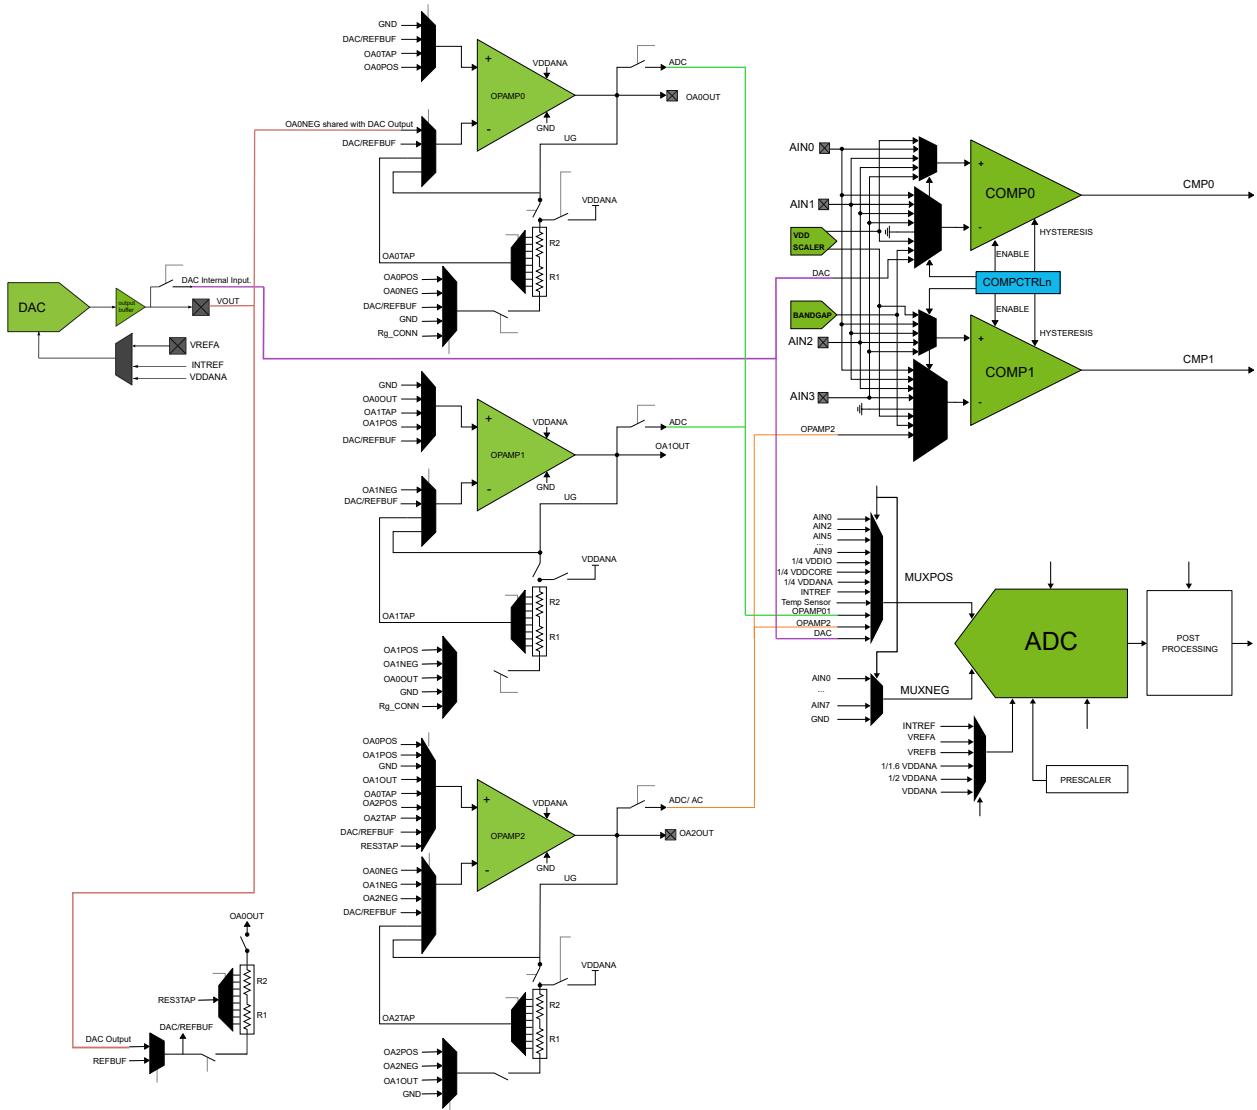 GND
DAC/REFBUF
OA0TAP
OA0POS
+
-
OPAMP0
VDDANA
GND
UG
ADC
OA0OUT
OA0NEG shared with DAC Output
DAC/REFBUF
VDDANA
R2
R1
OA0TAP
OA0POS
OA0NEG
DAC/REFBUF
GND
Rg_CONN
DAC
output
buffer
DAC Internal Input.
VOUT
VREFA
INTREF
VDDANA
GND
OA0OUT
OA1TAP
OA1POS
DAC/REFBUF
+
-
OPAMP1
VDDANA
GND
UG
ADC
OA1OUT
OA1NEG
DAC/REFBUF
VDDANA
R2
R1
OA1TAP
OA1POS
OA1NEG
OA0OUT
GND
Rg_CONN
OA0POS
OA1POS
GND
OA1OUT
OA0TAP
OA2POS
OA2TAP
DAC/REFBUF
RES3TAP
+
-
OPAMP2
VDDANA
GND
UG
ADC/ AC
OA2OUT
OA0NEG
OA1NEG
OA2NEG
DAC/REFBUF
VDDANA
R2
R1
OA2TAP
OA2POS
OA2NEG
OA1OUT
GND
OA0OUT
R2
R1
RES3TAP
DAC/REFBUF
DAC Output
REFBUF
AIN0
AIN1
VDD
SCALER
DAC
BANDGAP
AIN2
AIN3
OPAMP2
+
-
COMP0
CMP0
HYSTERESIS
ENABLE
COMPCTRLn
ENABLE
HYSTERESIS
+
-
COMP1
CMP1
AIN0
AIN2
AIN5
...
AIN9
1/4 VDDIO
1/4 VDDCORE
1/4 VDDANA
INTREF
Temp Sensor
OPAMP01
OPAMP2
DAC
MUXPOS
AIN0
...
AIN7
GND
MUXNEG
ADC
POST
PROCESSING
INTREF
VREFA
VREFB
1/1.6 VDDANA
1/2 VDDANA
VDDANA
PRESCALER